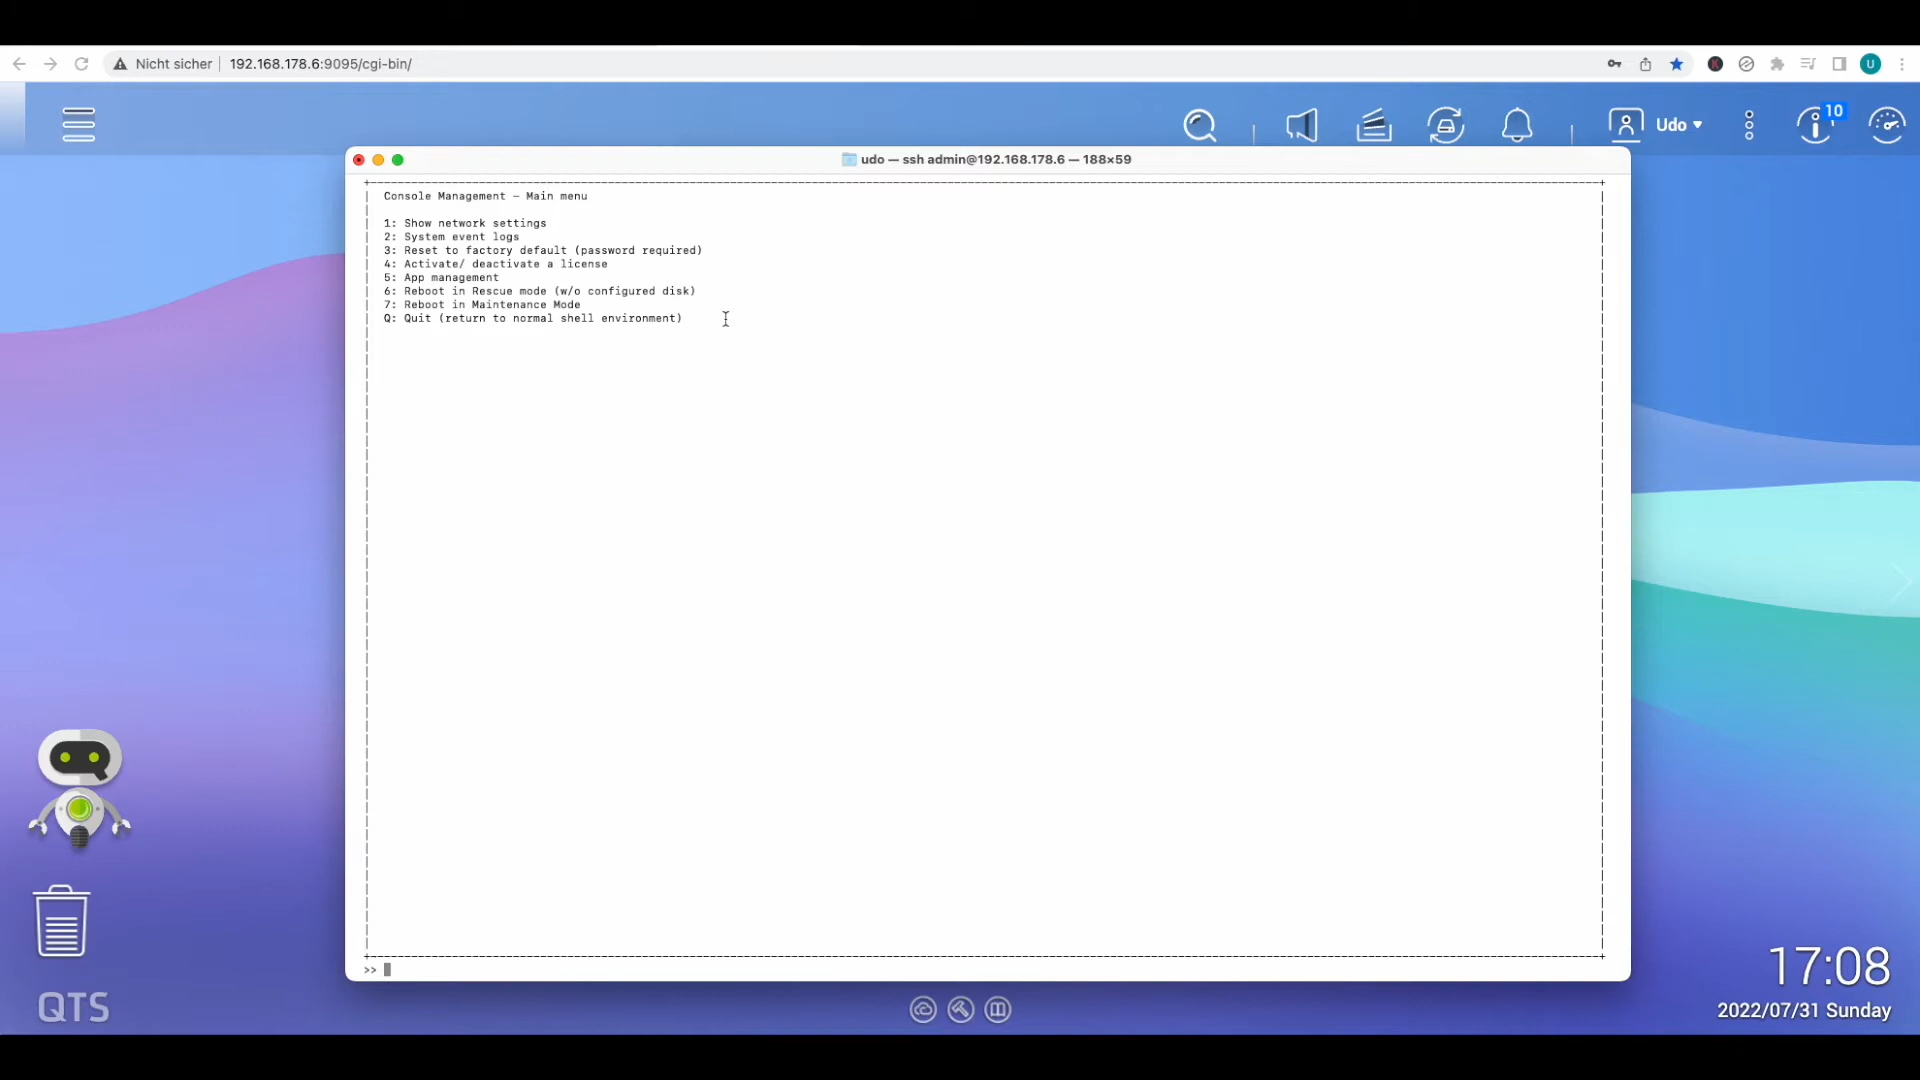 Nicht sicher
192.168.178.6:9095/cgi-bin/
U
Udo
10
udo — ssh admin@192.168.178.6 — 188×59
Console Management - Main menu
1: Show network settings
2: System event logs
3: Reset to factory default (password required)
4: Activate/ deactivate a license
5: App management
6: Reboot in Rescue mode (w/o configured disk)
7: Reboot in Maintenance Mode
Q: Quit (return to normal shell environment)
>>
QTS
17:08
2022/07/31 Sunday